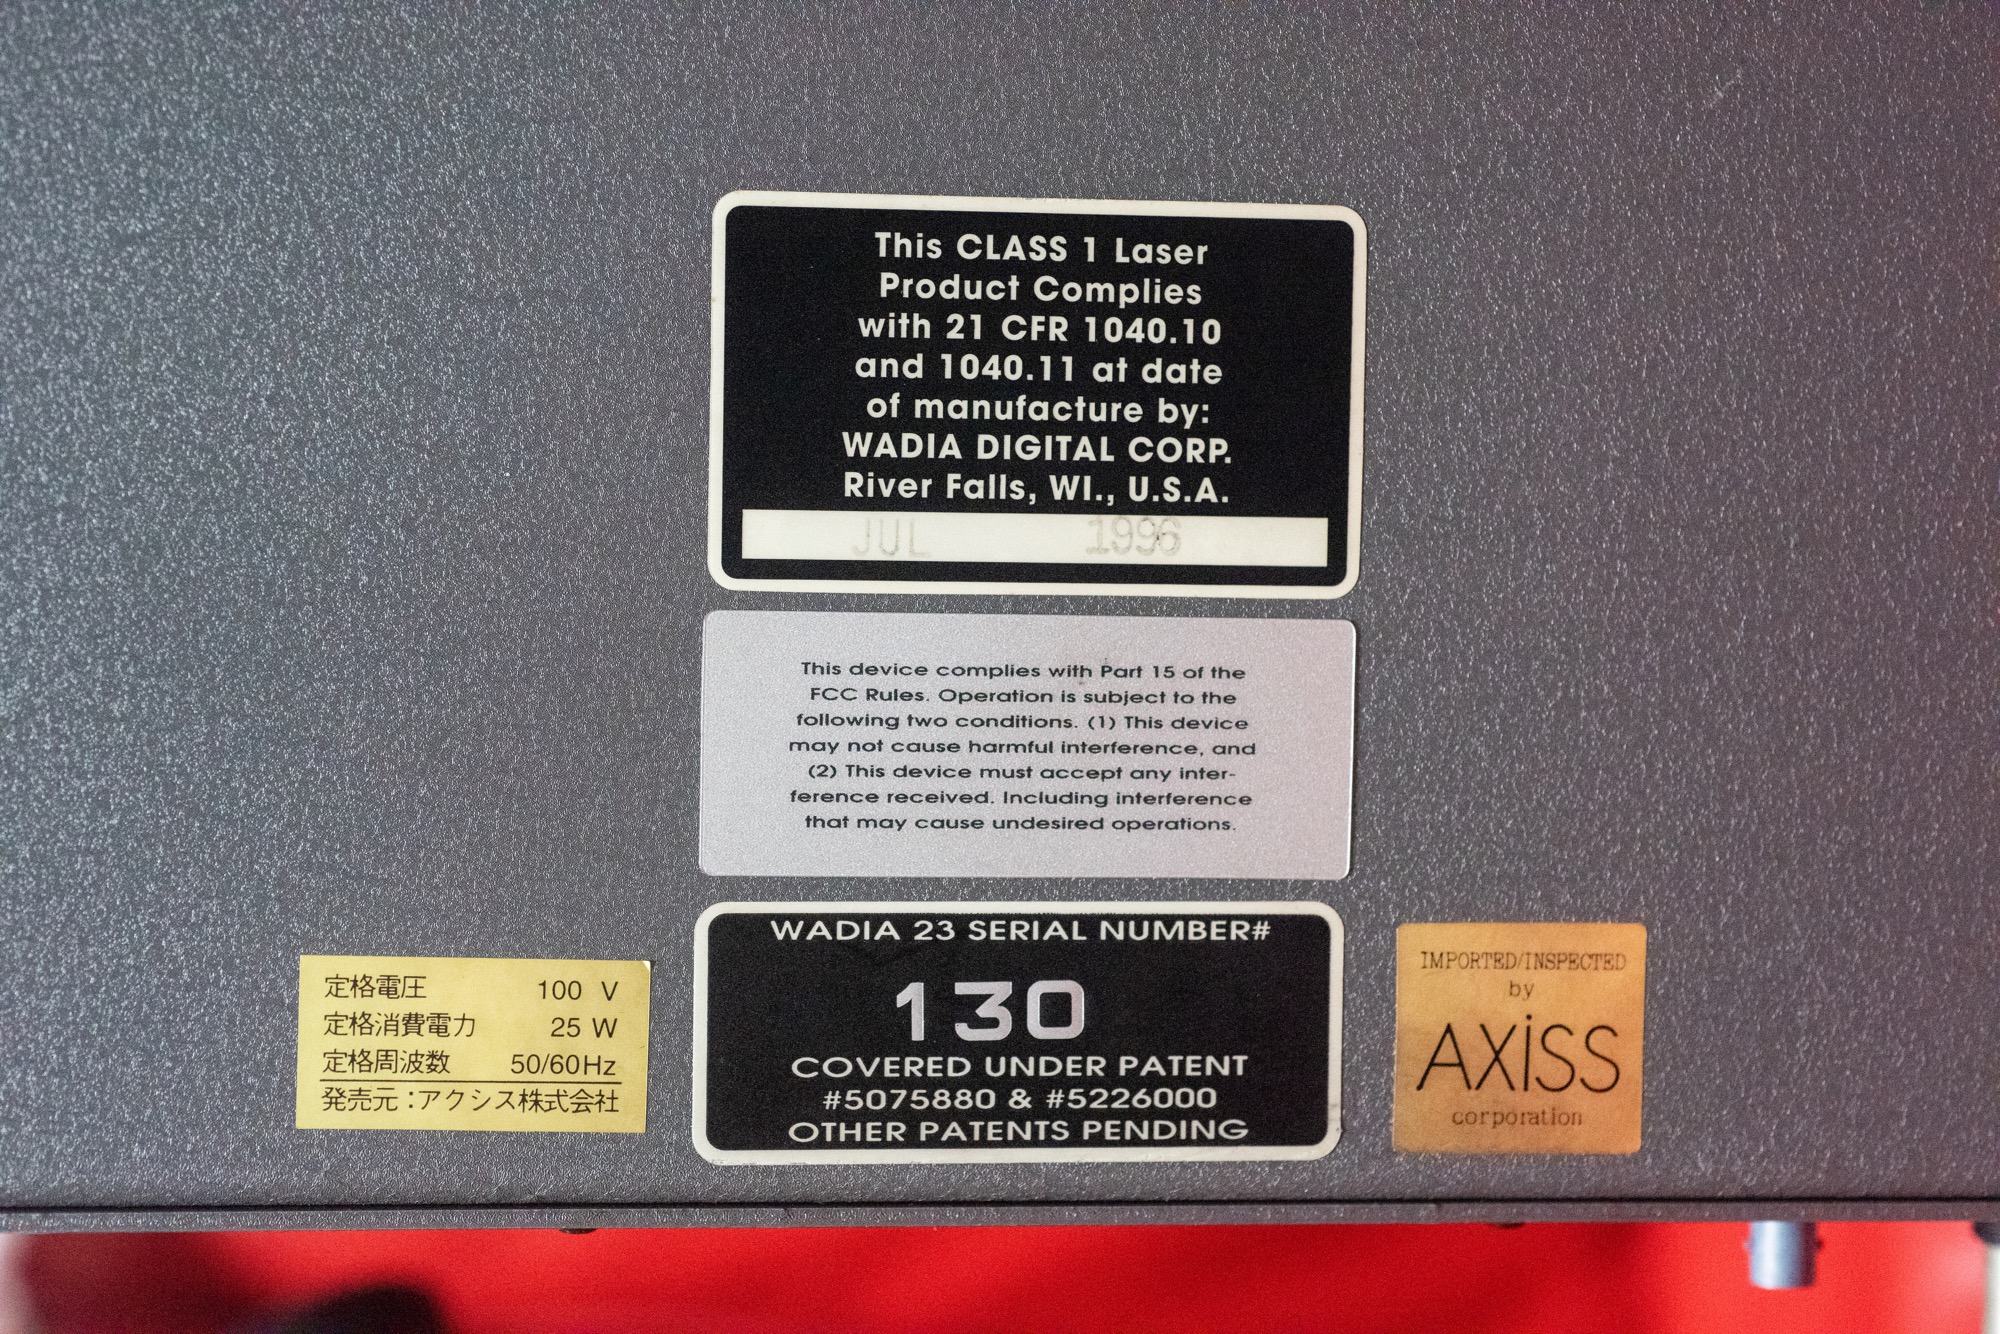 This CLASS 1 Laser
Product Complies
with 21 CFR 1040.10
and 1040.11 at date
of manufacture by:
WADIA DIGITAL CORP.
River Falls, WI., U.S.A.
JUL 1996
This device complies with Part 15 of the
FCC Rules. Operation is subject to the
following two conditions. (1) This device
may not cause harmful interference, and
(2) This device must accept any inter-
ference received. Including interference
that may cause undesired operations.
定格電圧 100 V
定格消費電力 25 W
定格周波数 50/60Hz
発売元:アクシス株式会社
WADIA 23 SERIAL NUMBER#
130
COVERED UNDER PATENT
#5075880 & #5226000
OTHER PATENTS PENDING
IMPORTED/INSPECTED
by
AXiSS
corporation